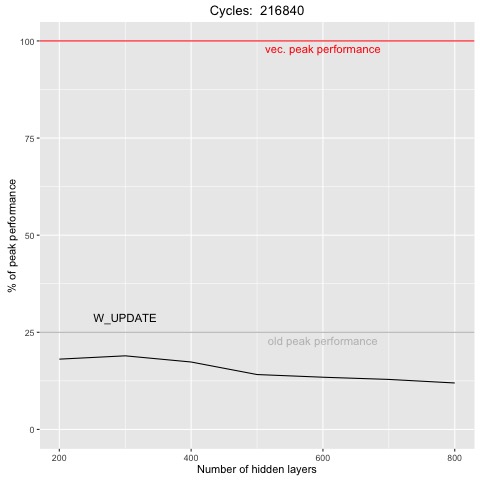 Cycles:  216840
100
vec. peak performance
75
% of peak performance
50
W_UPDATE
25
old peak performance
0
200
400
600
800
Number of hidden layers